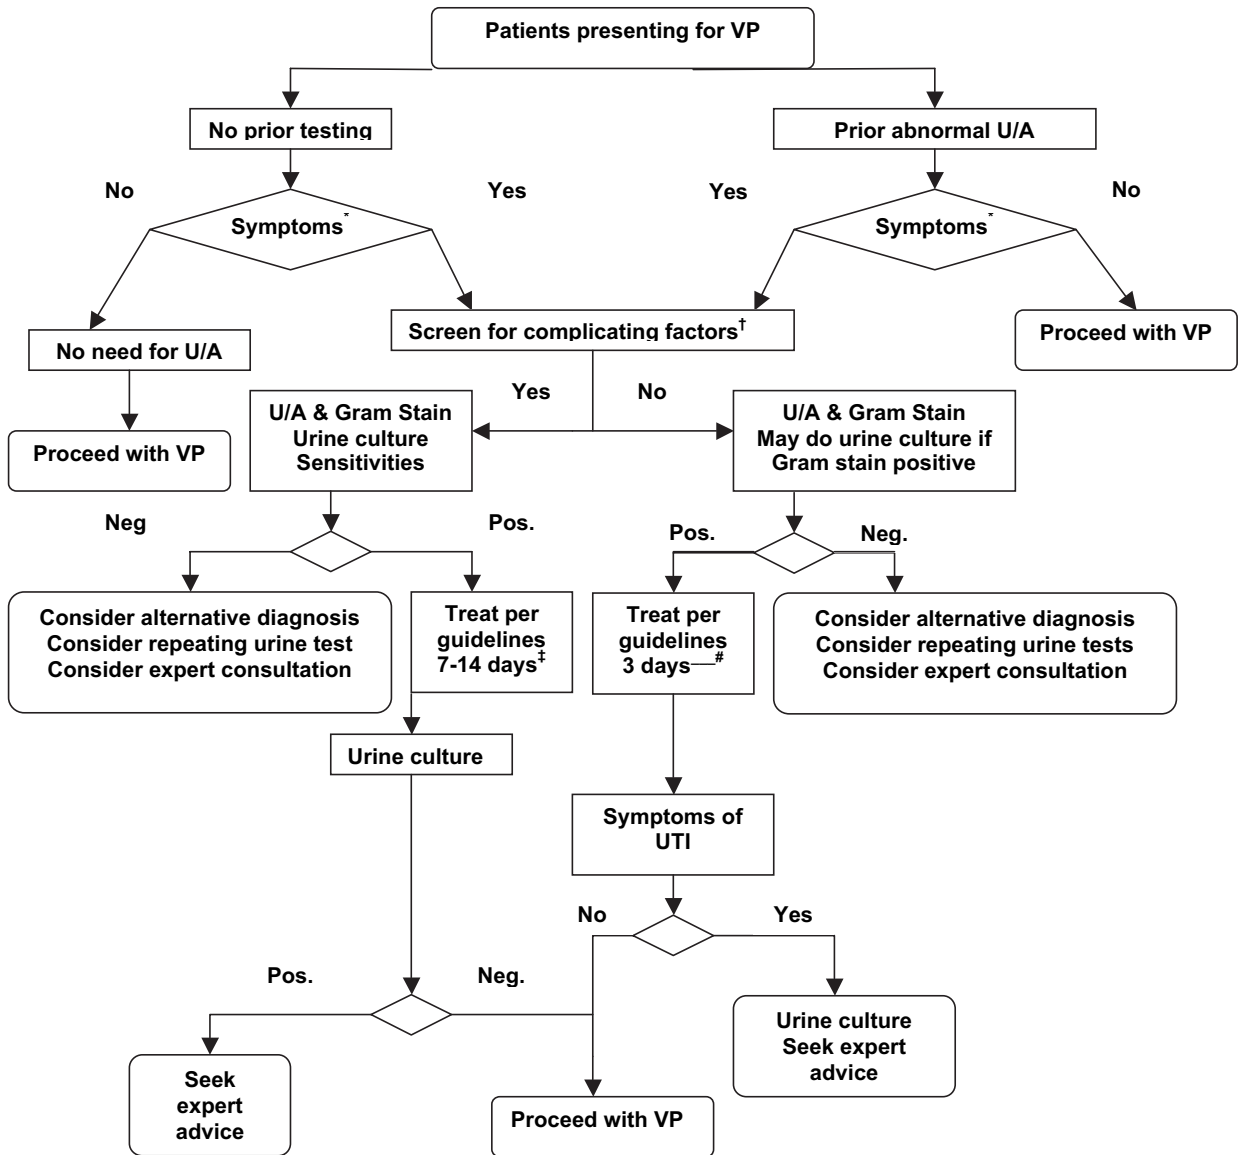 Patients presenting for VP
No prior testing
Prior abnormal U/A
No
Yes
Yes
No
Symptoms*
Symptoms*
Screen for complicating factors†
Proceed with VP
No need for U/A
Yes
No
U/A & Gram Stain
Urine culture
Sensitivities
U/A & Gram Stain
May do urine culture if
Gram stain positive
Proceed with VP
Neg
Pos.
Pos.
Neg.
Consider alternative diagnosis
Consider repeating urine test
Consider expert consultation
Treat per
guidelines
7-14 days‡
Treat per
guidelines
3 days—#
Consider alternative diagnosis
Consider repeating urine tests
Consider expert consultation
Urine culture
Symptoms of
UTI
No
Yes
Pos.
Neg.
Urine culture
Seek expert
advice
Seek
expert
advice
Proceed with VP